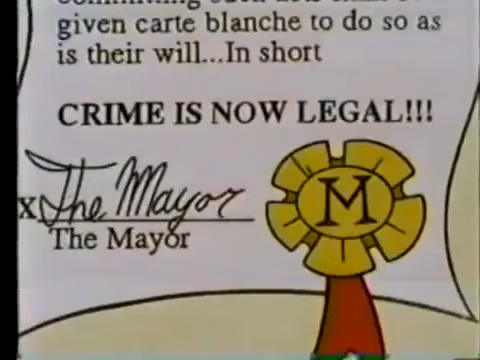 given carte blanche to do so as
is their will...In short
CRIME IS NOW LEGAL!!!
x The Mayor
The Mayor
M